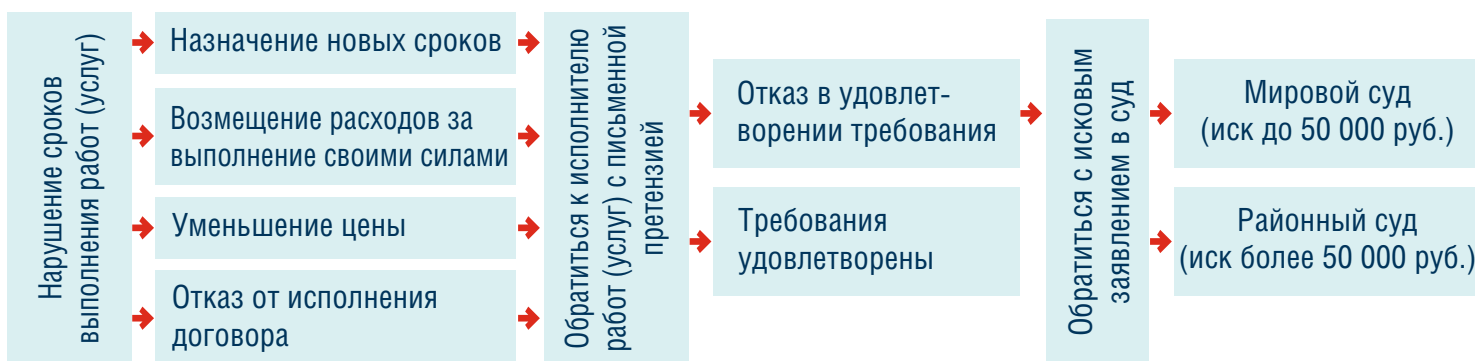 Нарушение сроков
выполнения работ (услуг)
Назначение новых сроков
Возмещение расходов за
выполнение своими силами
Уменьшение цены
Отказ от исполнения
договора
Обратиться к исполнителю
работ (услуг) с письменной
претензией
Отказ в удовлет-
ворении требования
Требования
удовлетворены
Обратиться с исковым
заявлением в суд
Мировой суд
(иск до 50 000 руб.)
Районный суд
(иск более 50 000 руб.)